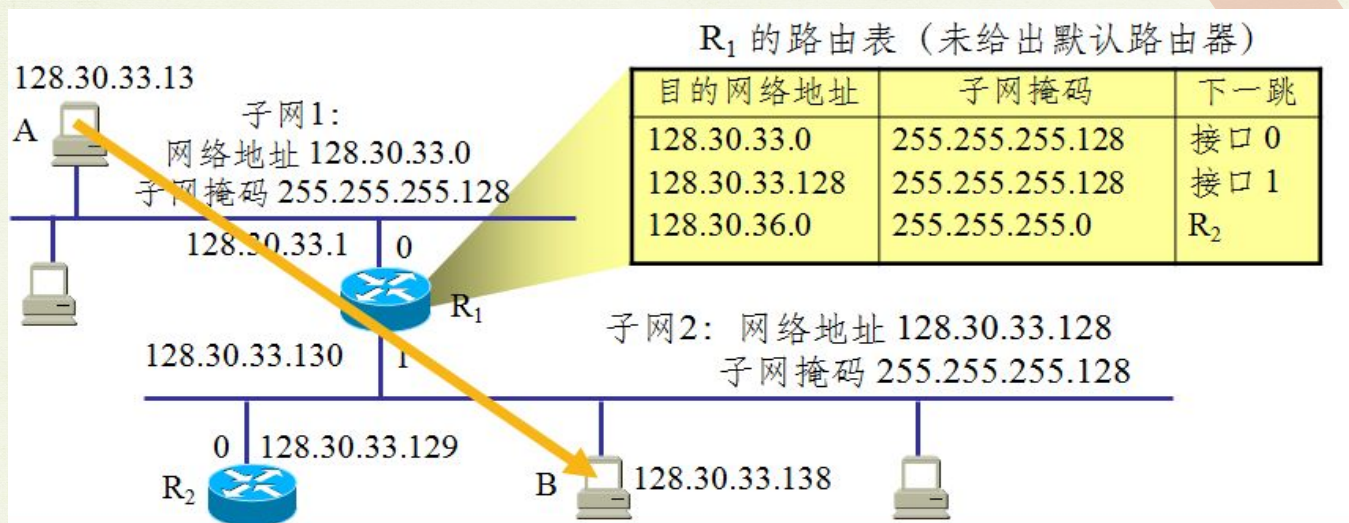 R1 的路由表（未给出默认路由器）
目的网络地址 子网掩码 下一跳
128.30.33.0 255.255.255.128 接口 0
128.30.33.128 255.255.255.128 接口 1
128.30.36.0 255.255.255.0 R2
128.30.33.13
A
子网1:
网络地址 128.30.33.0
子网掩码 255.255.255.128
128.30.33.1 0
R1
128.30.33.130 1
子网2: 网络地址 128.30.33.128
子网掩码 255.255.255.128
0 128.30.33.129
R2
B 128.30.33.138